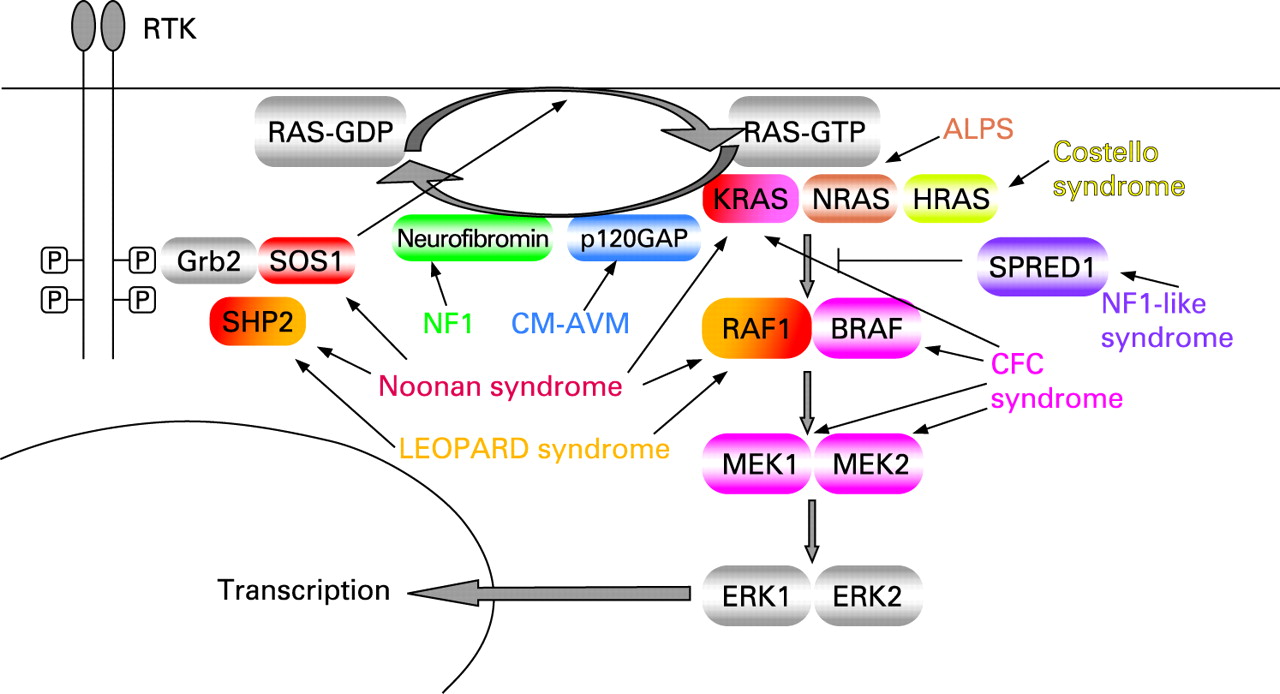 RTK
RAS-GDP
RAS-GTP
ALPS
Costello
syndrome
KRAS
NRAS
HRAS
Neurofibromin
p120GAP
P
P
Grb2
SOS1
SPRED1
P
P
SHP2
NF1
CM-AVM
RAF1
BRAF
NF1-like
syndrome
Noonan syndrome
CFC
syndrome
LEOPARD syndrome
MEK1
MEK2
Transcription
ERK1
ERK2